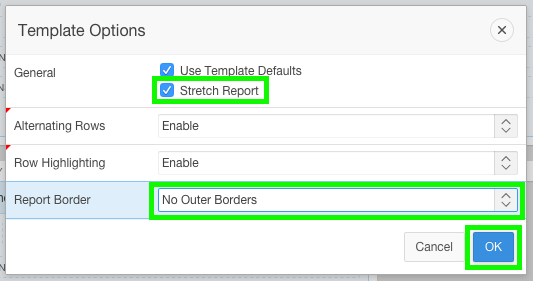 Template Options
General
Use Template Defaults
Stretch Report
Alternating Rows Enable
Row Highlighting Enable
Report Border No Outer Borders
Cancel OK